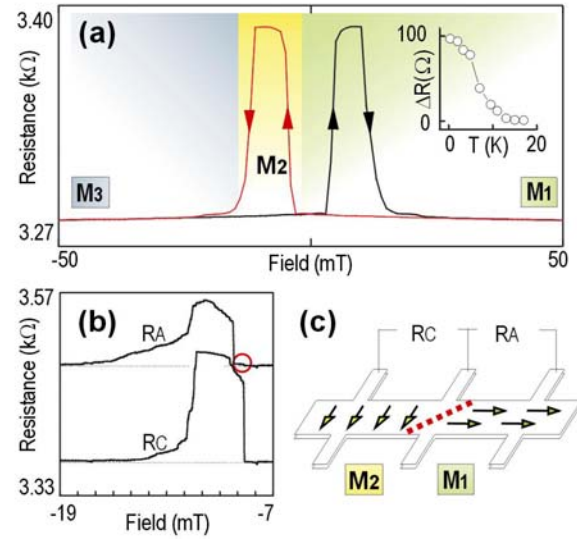 (a)
3.40
3.27
Resistance (kΩ)
M3
M2
M1
-50
0
50
Field (mT)
100
0
ΔR(Ω)
0
20
T (K)
(b)
3.57
3.33
Resistance (kΩ)
RA
RC
-19
-7
Field (mT)
(c)
RC
RA
M2
M1